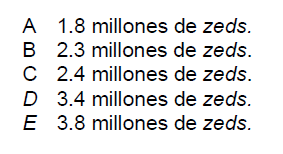 A 1.8 millones de zeds.
B 2.3 millones de zeds.
C 2.4 millones de zeds.
D 3.4 millones de zeds.
E 3.8 millones de zeds.